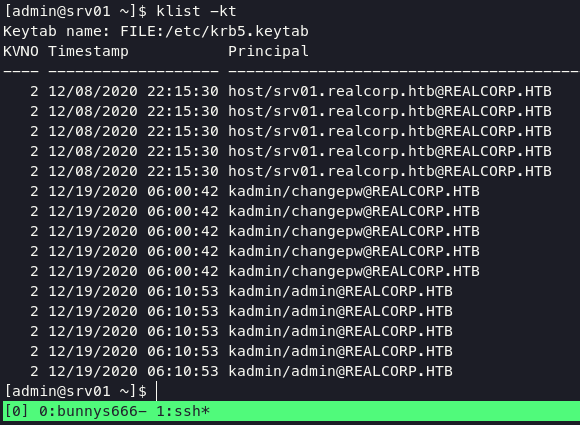 [admin@srv01 ~]$ klist -kt
Keytab name: FILE:/etc/krb5.keytab
KVNO Timestamp           Principal
---- ------------------- ---------------------------------------
   2 12/08/2020 22:15:30 host/srv01.realcorp.htb@REALCORP.HTB
   2 12/08/2020 22:15:30 host/srv01.realcorp.htb@REALCORP.HTB
   2 12/08/2020 22:15:30 host/srv01.realcorp.htb@REALCORP.HTB
   2 12/08/2020 22:15:30 host/srv01.realcorp.htb@REALCORP.HTB
   2 12/08/2020 22:15:30 host/srv01.realcorp.htb@REALCORP.HTB
   2 12/19/2020 06:00:42 kadmin/changepw@REALCORP.HTB
   2 12/19/2020 06:00:42 kadmin/changepw@REALCORP.HTB
   2 12/19/2020 06:00:42 kadmin/changepw@REALCORP.HTB
   2 12/19/2020 06:00:42 kadmin/changepw@REALCORP.HTB
   2 12/19/2020 06:00:42 kadmin/changepw@REALCORP.HTB
   2 12/19/2020 06:10:53 kadmin/admin@REALCORP.HTB
   2 12/19/2020 06:10:53 kadmin/admin@REALCORP.HTB
   2 12/19/2020 06:10:53 kadmin/admin@REALCORP.HTB
   2 12/19/2020 06:10:53 kadmin/admin@REALCORP.HTB
   2 12/19/2020 06:10:53 kadmin/admin@REALCORP.HTB
[admin@srv01 ~]$
[0] 0:bunnys666- 1:ssh*